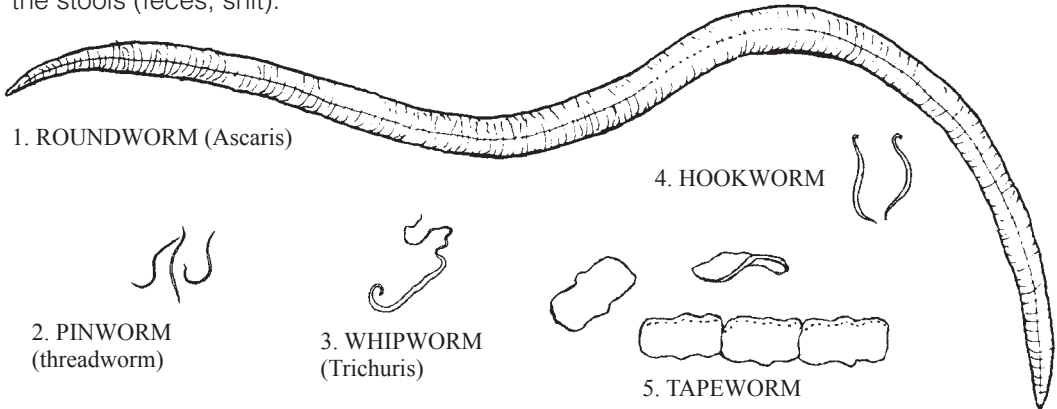 the stools (feces, shit).
1. ROUNDWORM (Ascaris)
4. HOOKWORM
2. PINWORM
(threadworm)
3. WHIPWORM
(Trichuris)
5. TAPEWORM